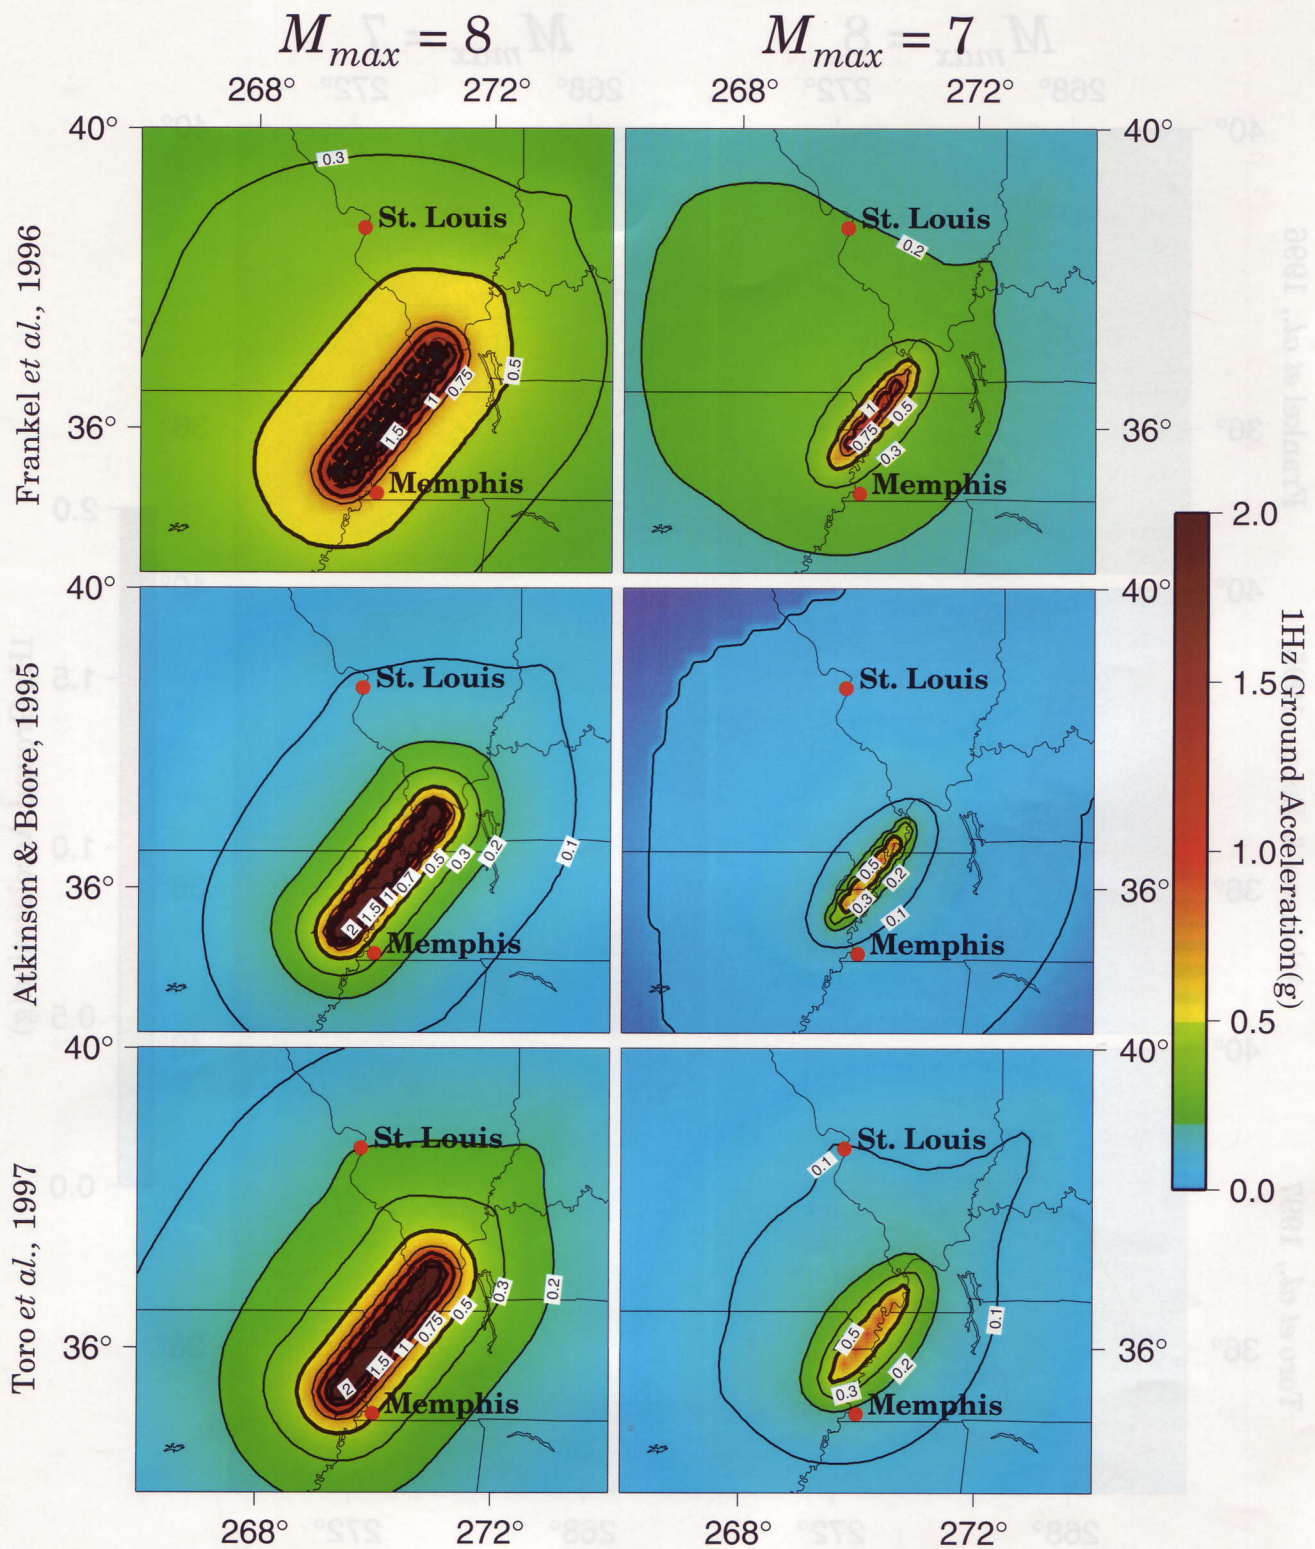 M max = 8
M max = 7
268° 272° 268° 272°
40° 40°
Frankel et al., 1996
0.3
St. Louis
0.5
0.75
1
1.5
Memphis
36°
St. Louis
0.2
1
0.5
0.75
0.3
Memphis
36°
40° 40°
Atkinson & Boore, 1995
St. Louis
0.1
0.2
0.3
0.5
0.7
1
1.5
2
Memphis
36°
St. Louis
0.5
0.2
0.3
0.1
Memphis
36°
40° 40°
Toro et al., 1997
St. Louis
0.2
0.3
0.5
0.75
1
1.5
2
Memphis
36°
St. Louis
0.1
0.1
0.5
0.2
0.3
Memphis
36°
268° 272° 268° 272°
2.0
1.5
1.0
0.5
0.0
1Hz Ground Acceleration(g)